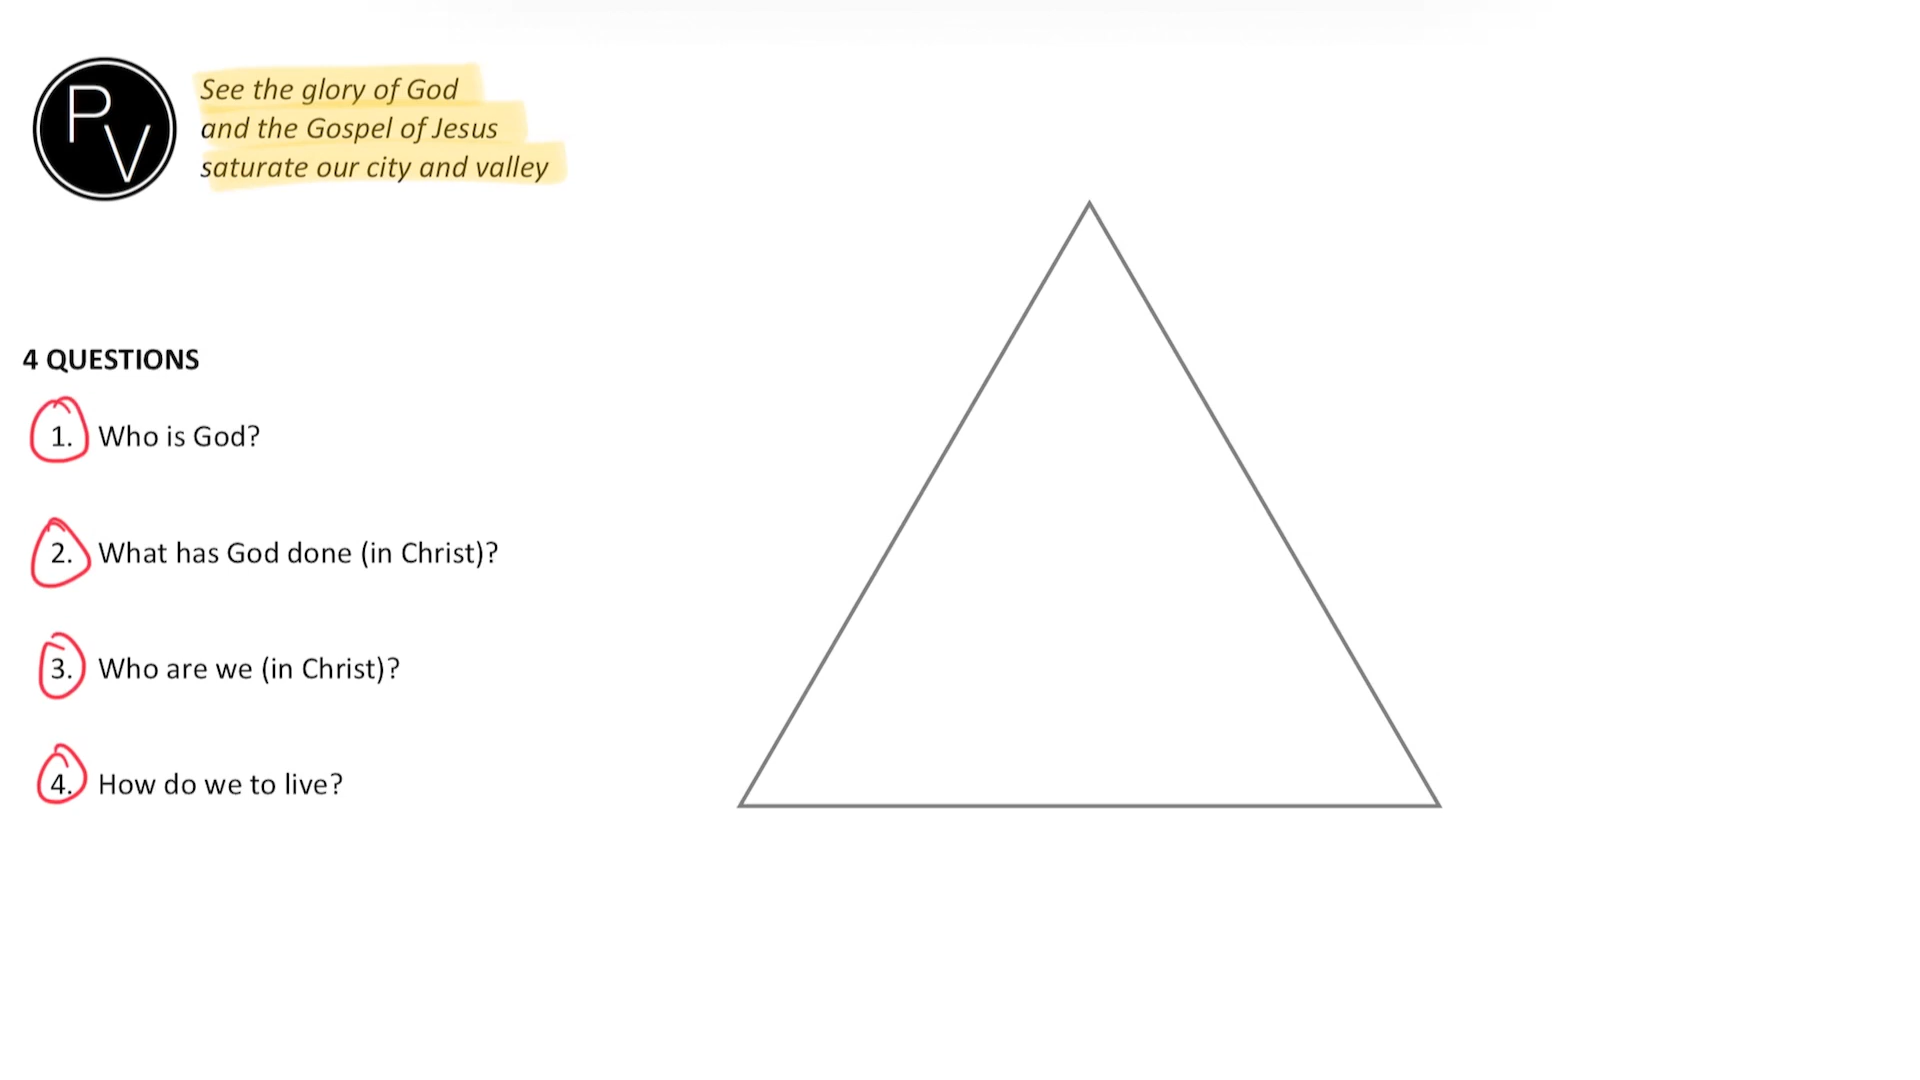 PV
See the glory of God
and the Gospel of Jesus
saturate our city and valley
4 QUESTIONS
1. Who is God?
2. What has God done (in Christ)?
3. Who are we (in Christ)?
4. How do we to live?